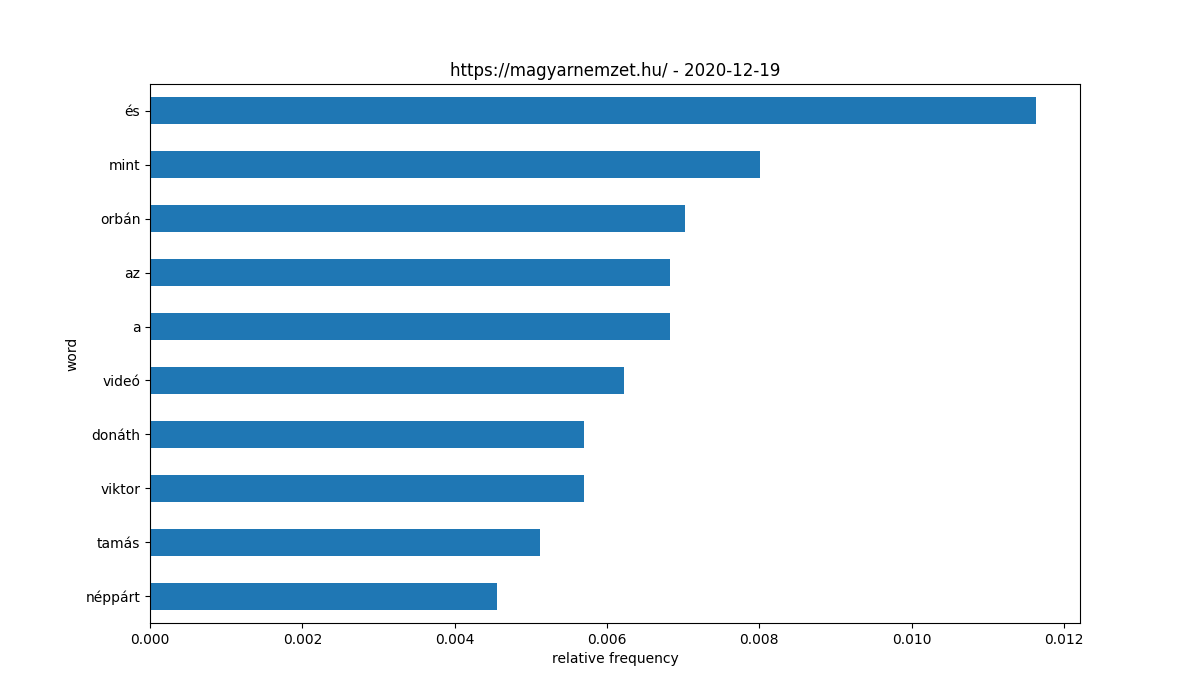 https://magyarnemzet.hu/ - 2020-12-19
és
mint
orbán
az
a
videó
donáth
viktor
tamás
néppárt
word
0.000 0.002 0.004 0.006 0.008 0.010 0.012
relative frequency